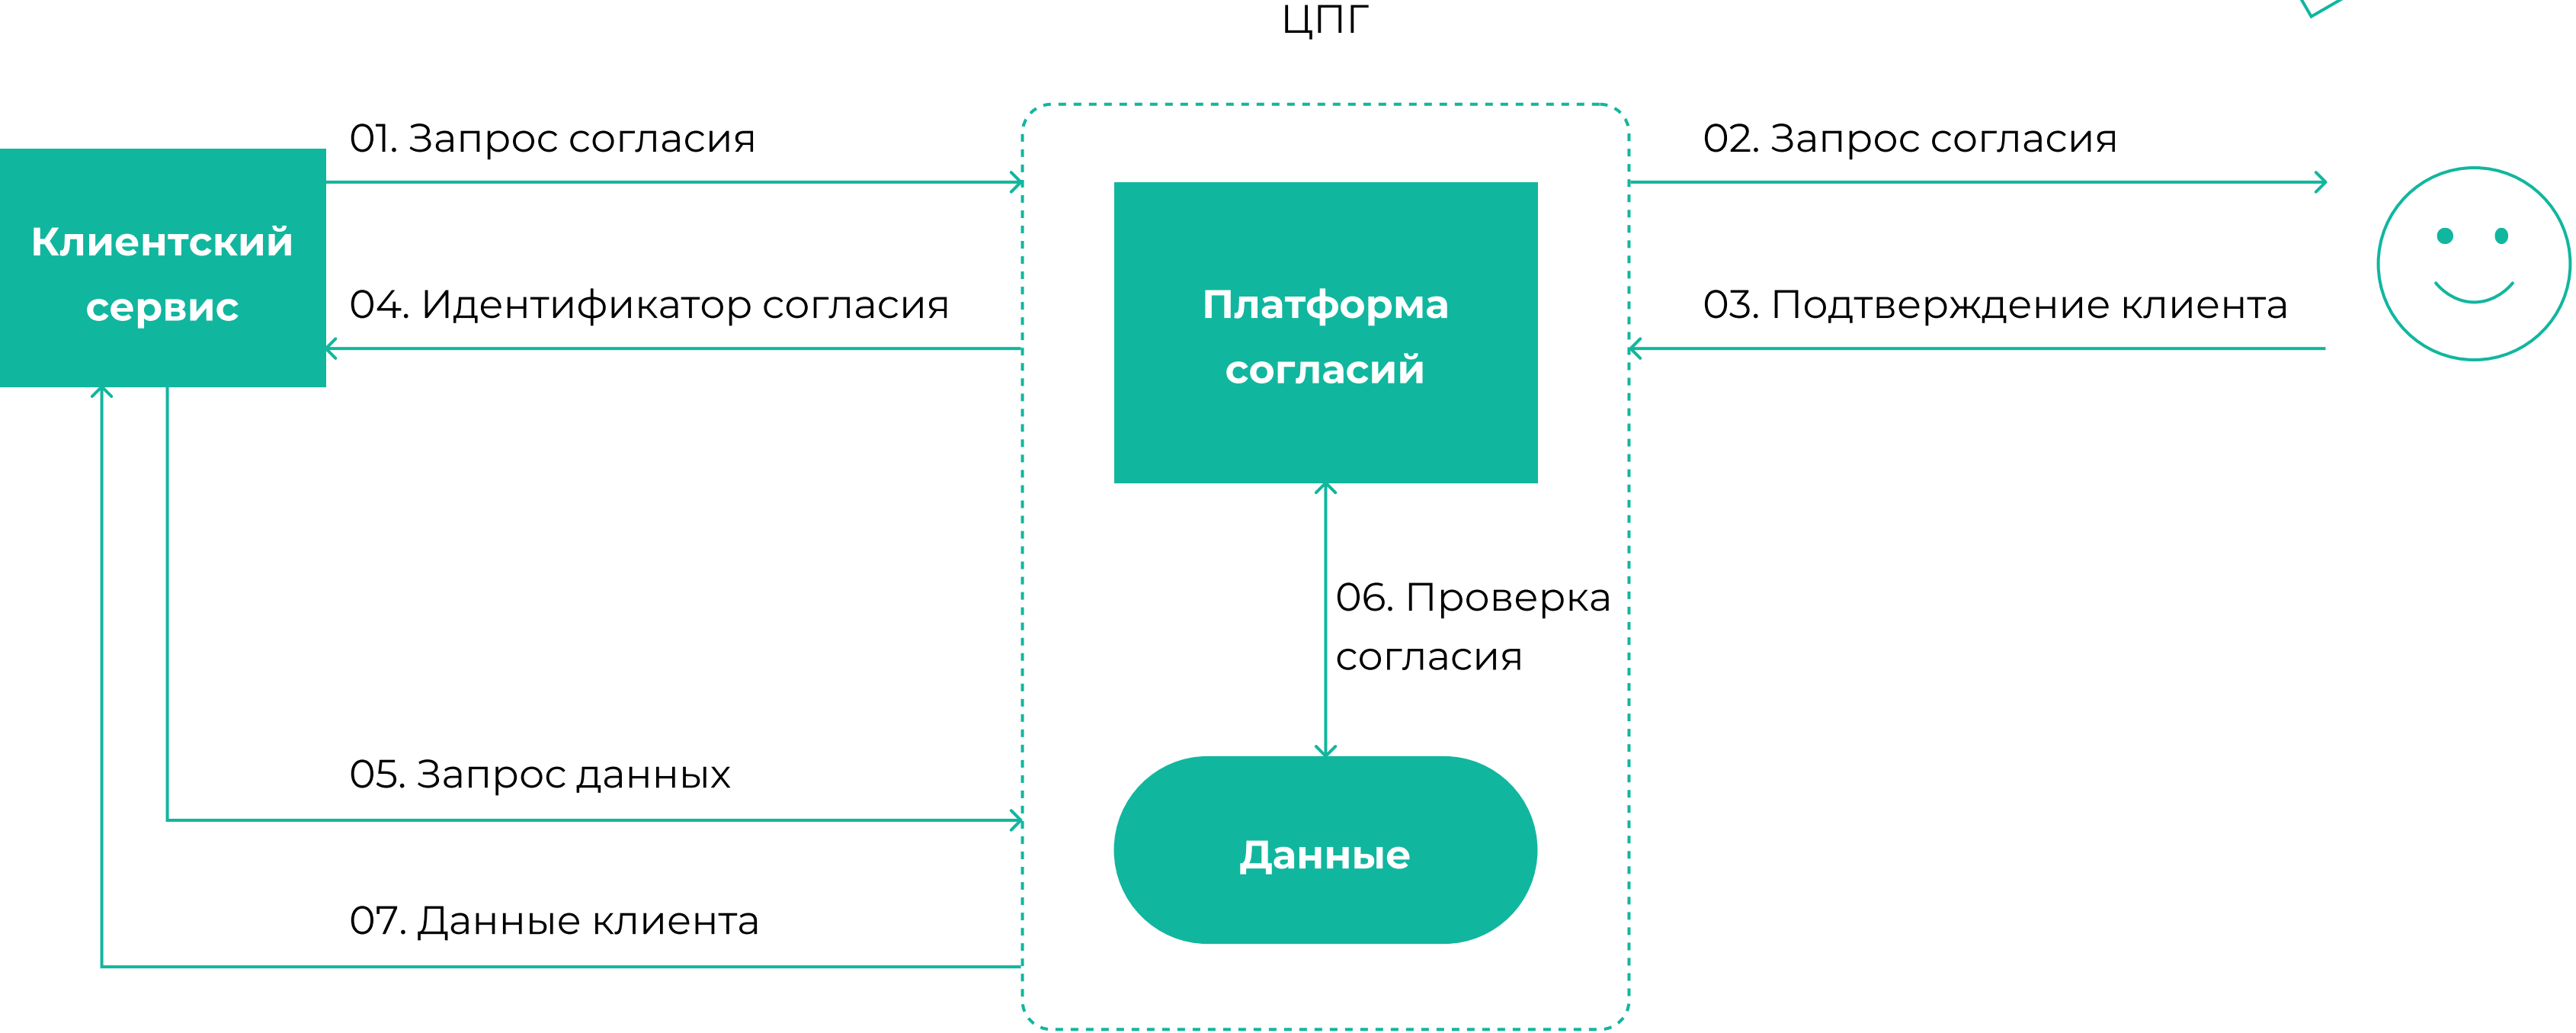 ЦПГ
01. Запрос согласия
02. Запрос согласия
Клиентский
сервис
04. Идентификатор согласия
Платформа
согласий
03. Подтверждение клиента
06. Проверка
согласия
05. Запрос данных
Данные
07. Данные клиента